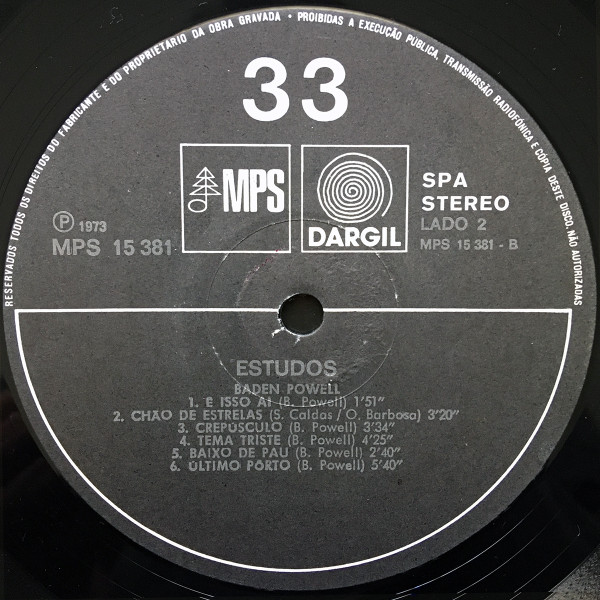 RESERVADOS TODOS OS DIREITOS DO FABRICANTE E DO PROPRIETARIO DA OBRA GRAVADA • PROIBIDAS A EXECUÇÃO PÚBLICA, TRANSMISSÃO RADIOFÓNICA E CÓPIA DESTE DISCO, NÃO AUTORIZADAS
33
MPS
DARGIL
SPA
STEREO
LADO 2
MPS 15 381 - B
Ⓟ 1973
MPS 15 381
ESTUDOS
BADEN POWELL
1. É ISSO AÍ (B. Powell) 1'51"
2. CHÃO DE ESTRELAS (S. Caldas / O. Barbosa) 3'20"
3. CREPÚSCULO (B. Powell) 3'34"
4. TEMA TRISTE (B. Powell) 4'25"
5. BAIXO DE PAU (B. Powell) 2'40"
6. ÚLTIMO PÔRTO (B. Powell) 5'40"